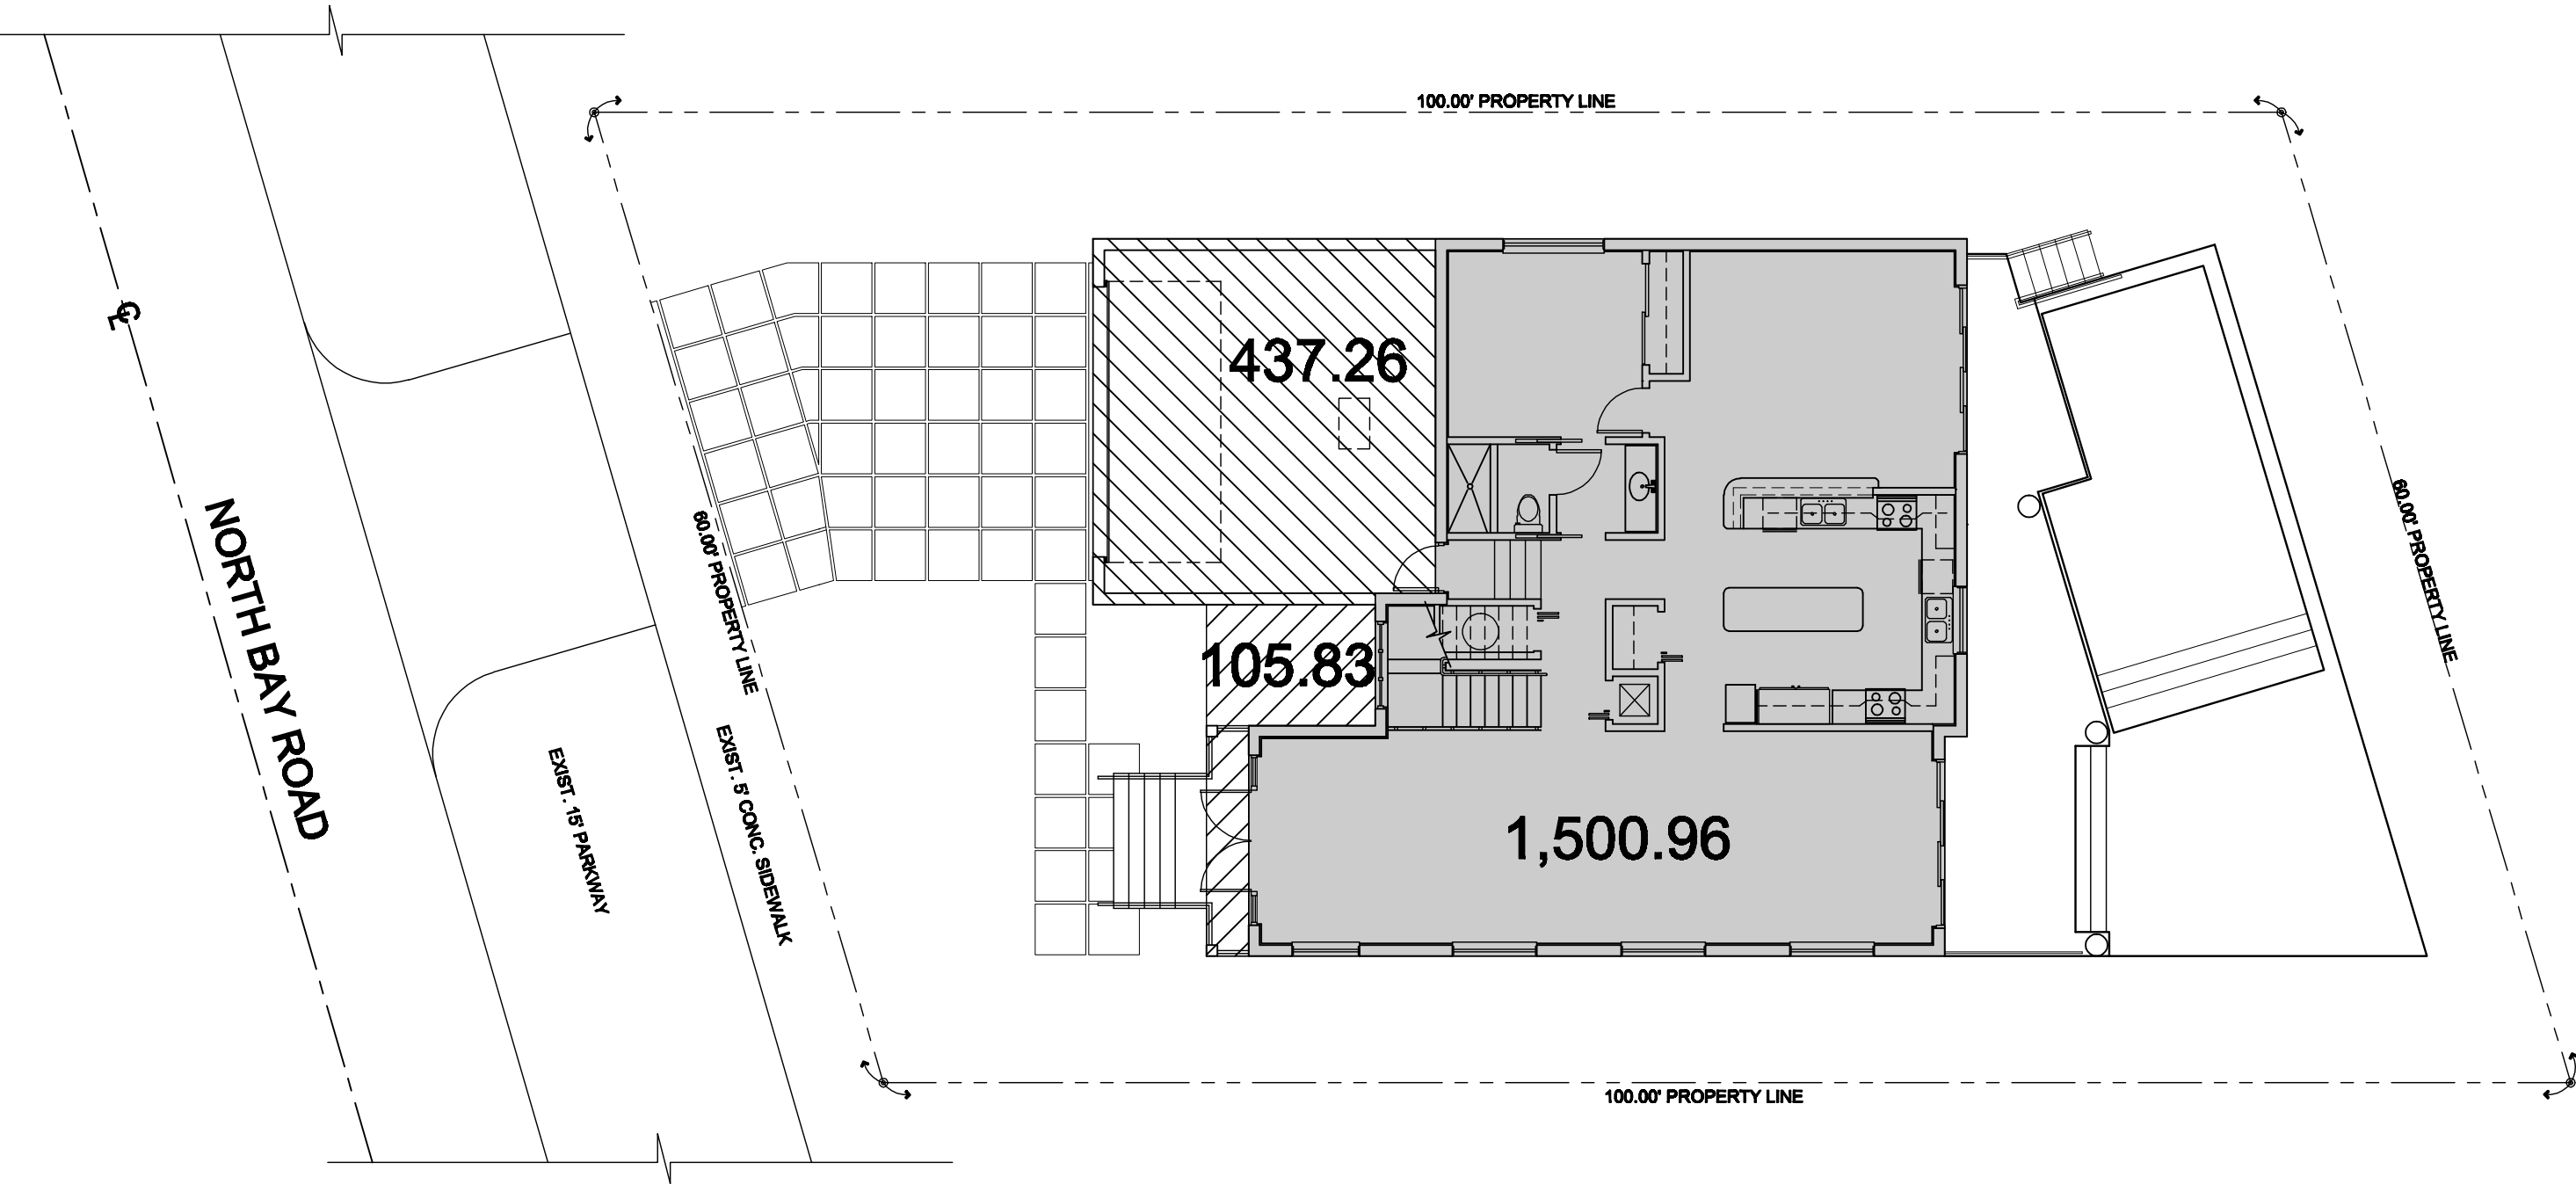 100.00' PROPERTY LINE
℄
437.26
60.00' PROPERTY LINE
60.00' PROPERTY LINE
NORTH BAY ROAD
105.83
EXIST. 15' PARKWAY
EXIST. 5' CONC. SIDEWALK
1,500.96
100.00' PROPERTY LINE